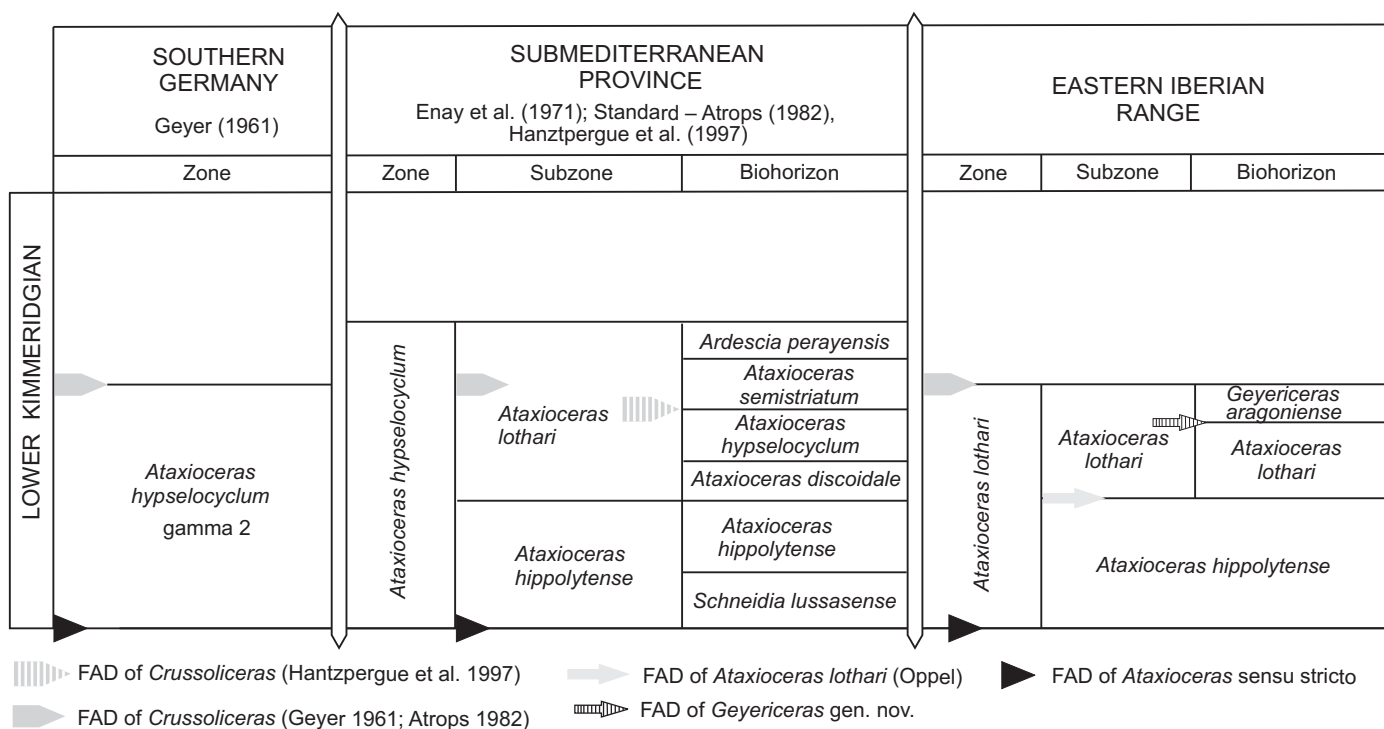 SOUTHERN
GERMANY
Geyer (1961)
SUBMEDITERRANEAN
PROVINCE
Enay et al. (1971); Standard – Atrops (1982),
Hanztpergue et al. (1997)
EASTERN IBERIAN
RANGE
Zone
Zone
Subzone
Biohorizon
Zone
Subzone
Biohorizon
LOWER KIMMERIDGIAN
Ataxioceras
hypselocyclum
gamma 2
Ataxioceras hypselocyclum
Ataxioceras
lothari
Ataxioceras
hippolytense
Ardescia perayensis
Ataxioceras
semistriatum
Ataxioceras
hypselocyclum
Ataxioceras discoidale
Ataxioceras
hippolytense
Schneidia lussasense
Ataxioceras lothari
Ataxioceras
lothari
Geyericeras
aragoniense
Ataxioceras
lothari
Ataxioceras hippolytense
FAD of Crussoliceras (Hantzpergue et al. 1997)
FAD of Ataxioceras lothari (Oppel)
FAD of Ataxioceras sensu stricto
FAD of Crussoliceras (Geyer 1961; Atrops 1982)
FAD of Geyericeras gen. nov.